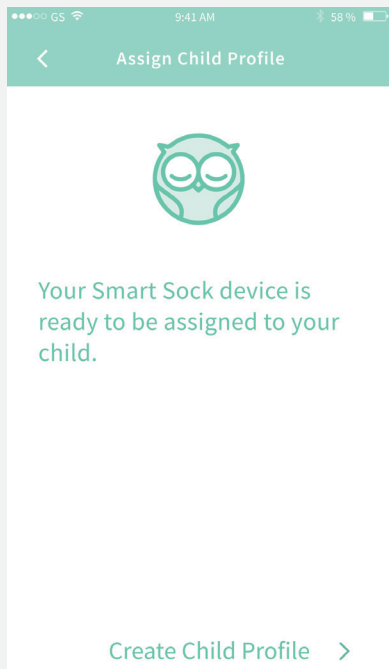 GS 9:41 AM 58 %
Assign Child Profile
Your Smart Sock device is
ready to be assigned to your
child.
Create Child Profile